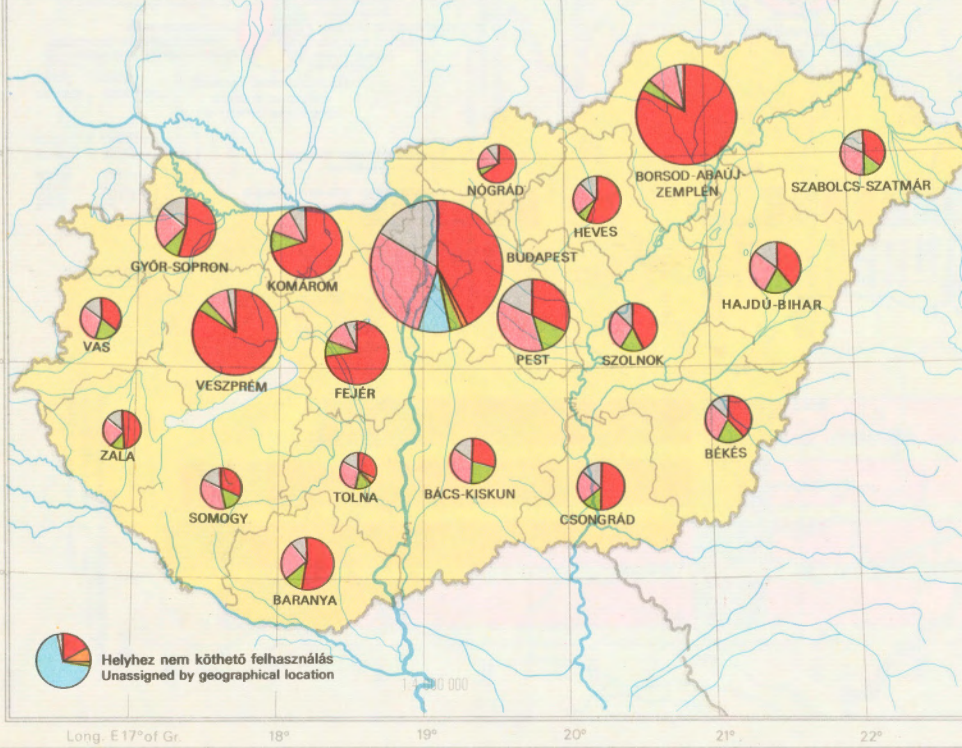 BORSOD-ABAÚJ-
ZEMPLÉN
SZABOLCS-SZATMÁR
NÓGRÁD
HEVES
BUDAPEST
GYŐR-SOPRON
KOMÁROM
HAJDÚ-BIHAR
VAS
PEST
SZOLNOK
VESZPRÉM
FEJÉR
ZALA
BÉKÉS
TOLNA
BÁCS-KISKUN
SOMOGY
CSONGRÁD
BARANYA
Helyhez nem köthető felhasználás
Unassigned by geographical location
Long. E17° of Gr.
18°
19°
20°
21°
22°